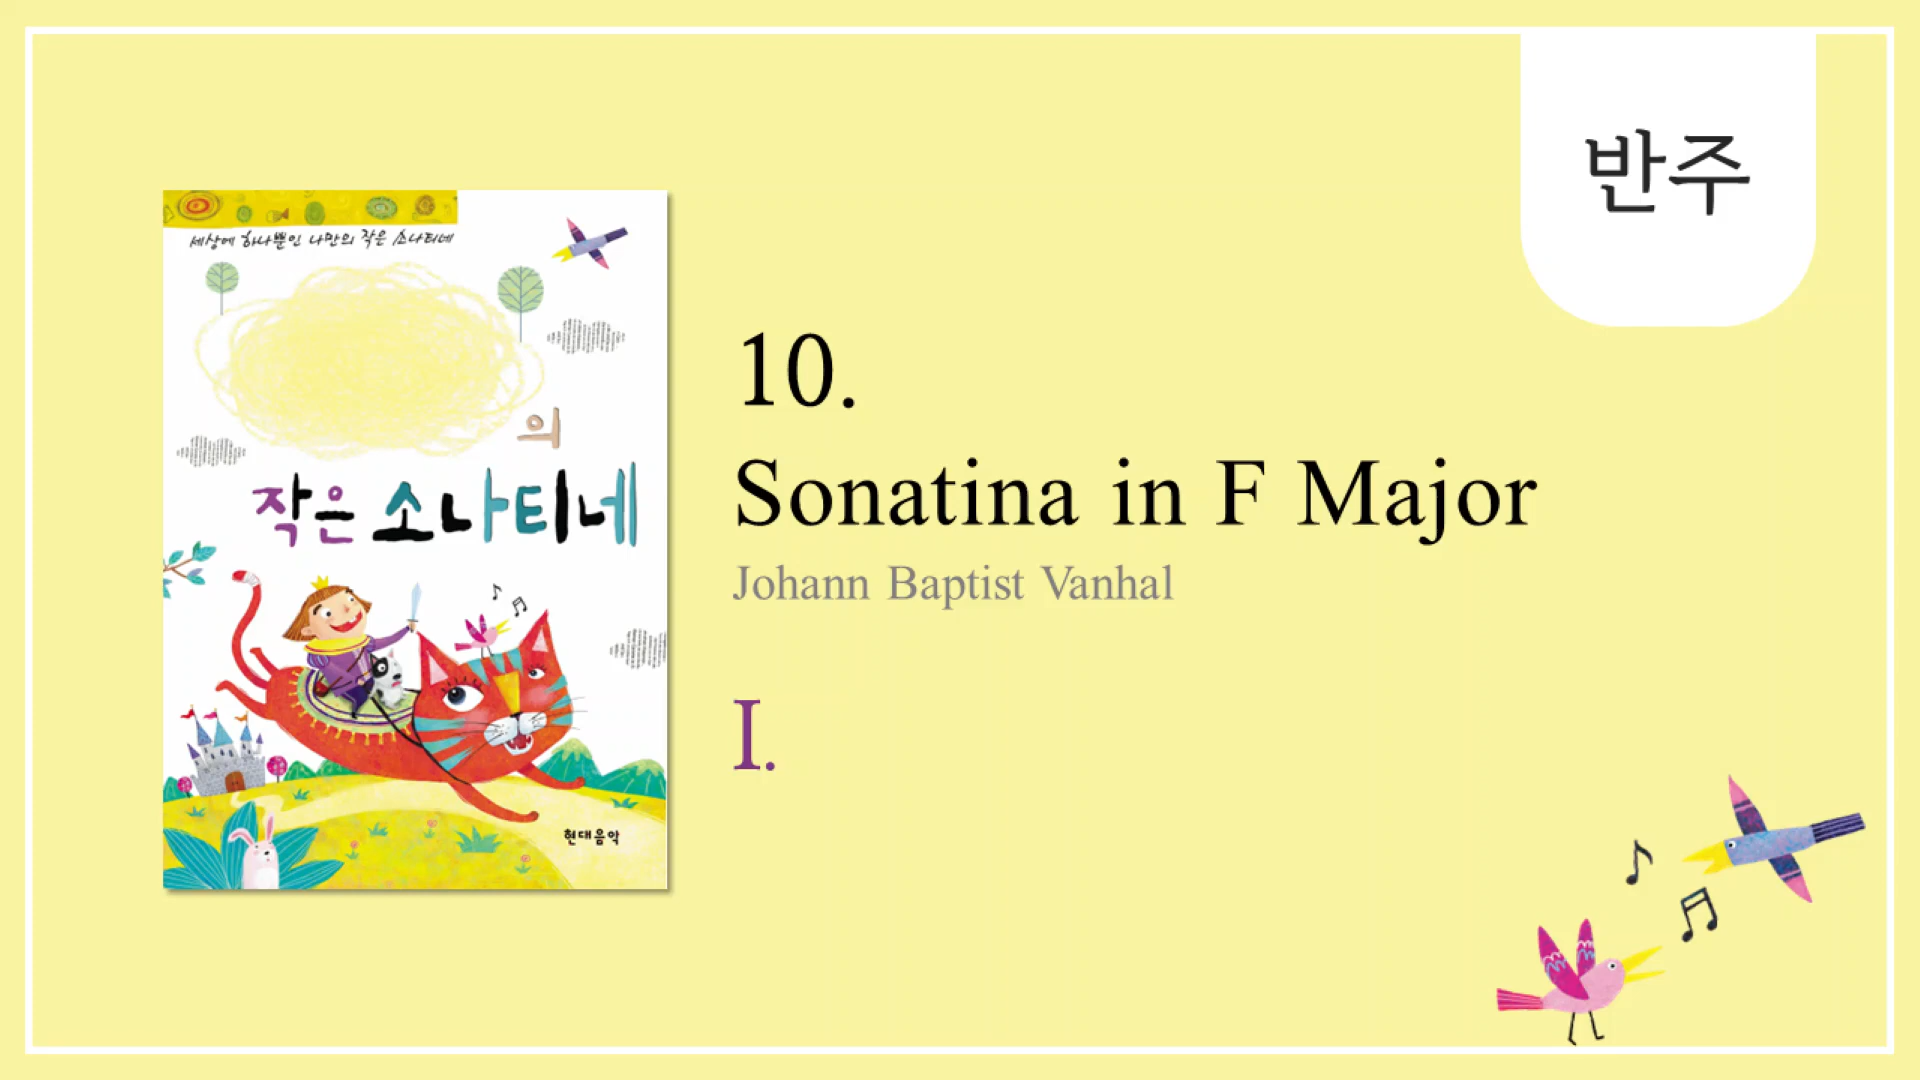 반주
세상에 하나뿐인 나만의 작은 소나티네
의
작은 소나티네
현대음악
10.
Sonatina in F Major
Johann Baptist Vanhal
I.